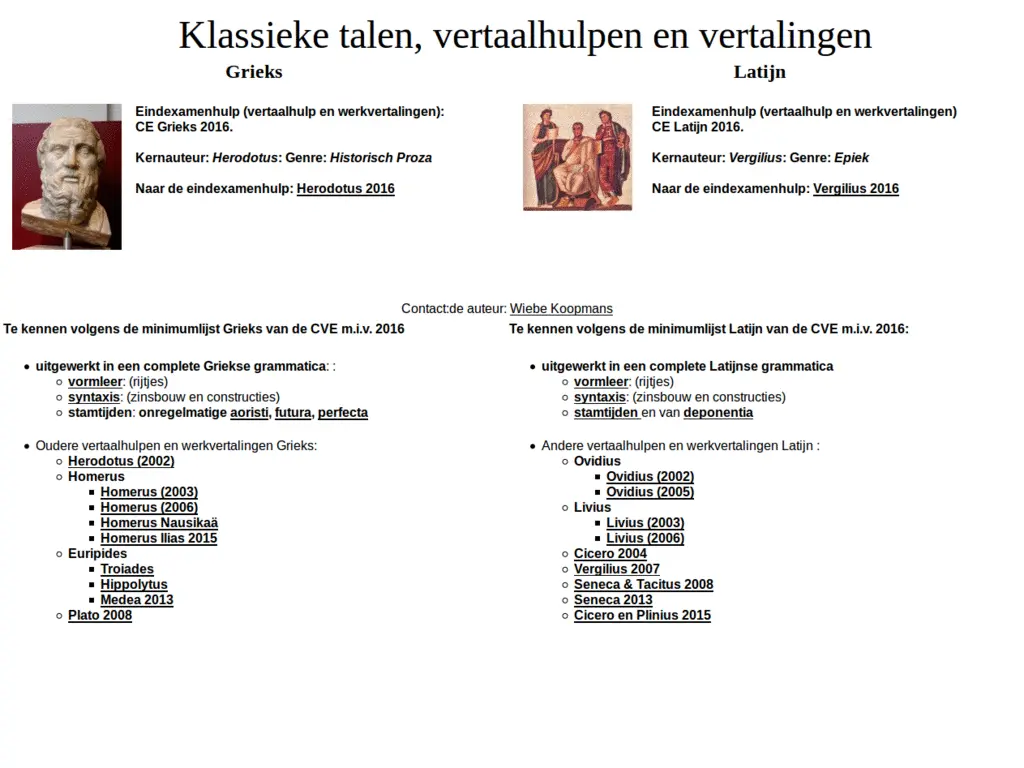 Klassieke talen, vertaalhulpen en vertalingen
Grieks
Eindexamenhulp (vertaalhulp en werkvertalingen):
CE Grieks 2016.
Kernauteur: Herodotus: Genre: Historisch Proza
Naar de eindexamenhulp: Herodotus 2016
Latijn
Eindexamenhulp (vertaalhulp en werkvertalingen)
CE Latijn 2016.
Kernauteur: Vergilius: Genre: Epiek
Naar de eindexamenhulp: Vergilius 2016
Contact:de auteur: Wiebe Koopmans
Te kennen volgens de minimumlijst Grieks van de CVE m.i.v. 2016
uitgewerkt in een complete Griekse grammatica: :
vormleer: (rijtjes)
syntaxis: (zinsbouw en constructies)
stamtijden: onregelmatige aoristi, futura, perfecta
Oudere vertaalhulpen en werkvertalingen Grieks:
Herodotus (2002)
Homerus
Homerus (2003)
Homerus (2006)
Homerus Nausikaä
Homerus Ilias 2015
Euripides
Troiades
Hippolytus
Medea 2013
Plato 2008
Te kennen volgens de minimumlijst Latijn van de CVE m.i.v. 2016:
uitgewerkt in een complete Latijnse grammatica
vormleer: (rijtjes)
syntaxis: (zinsbouw en constructies)
stamtijden en van deponentia
Andere vertaalhulpen en werkvertalingen Latijn :
Ovidius
Ovidius (2002)
Ovidius (2005)
Livius
Livius (2003)
Livius (2006)
Cicero 2004
Vergilius 2007
Seneca & Tacitus 2008
Seneca 2013
Cicero en Plinius 2015